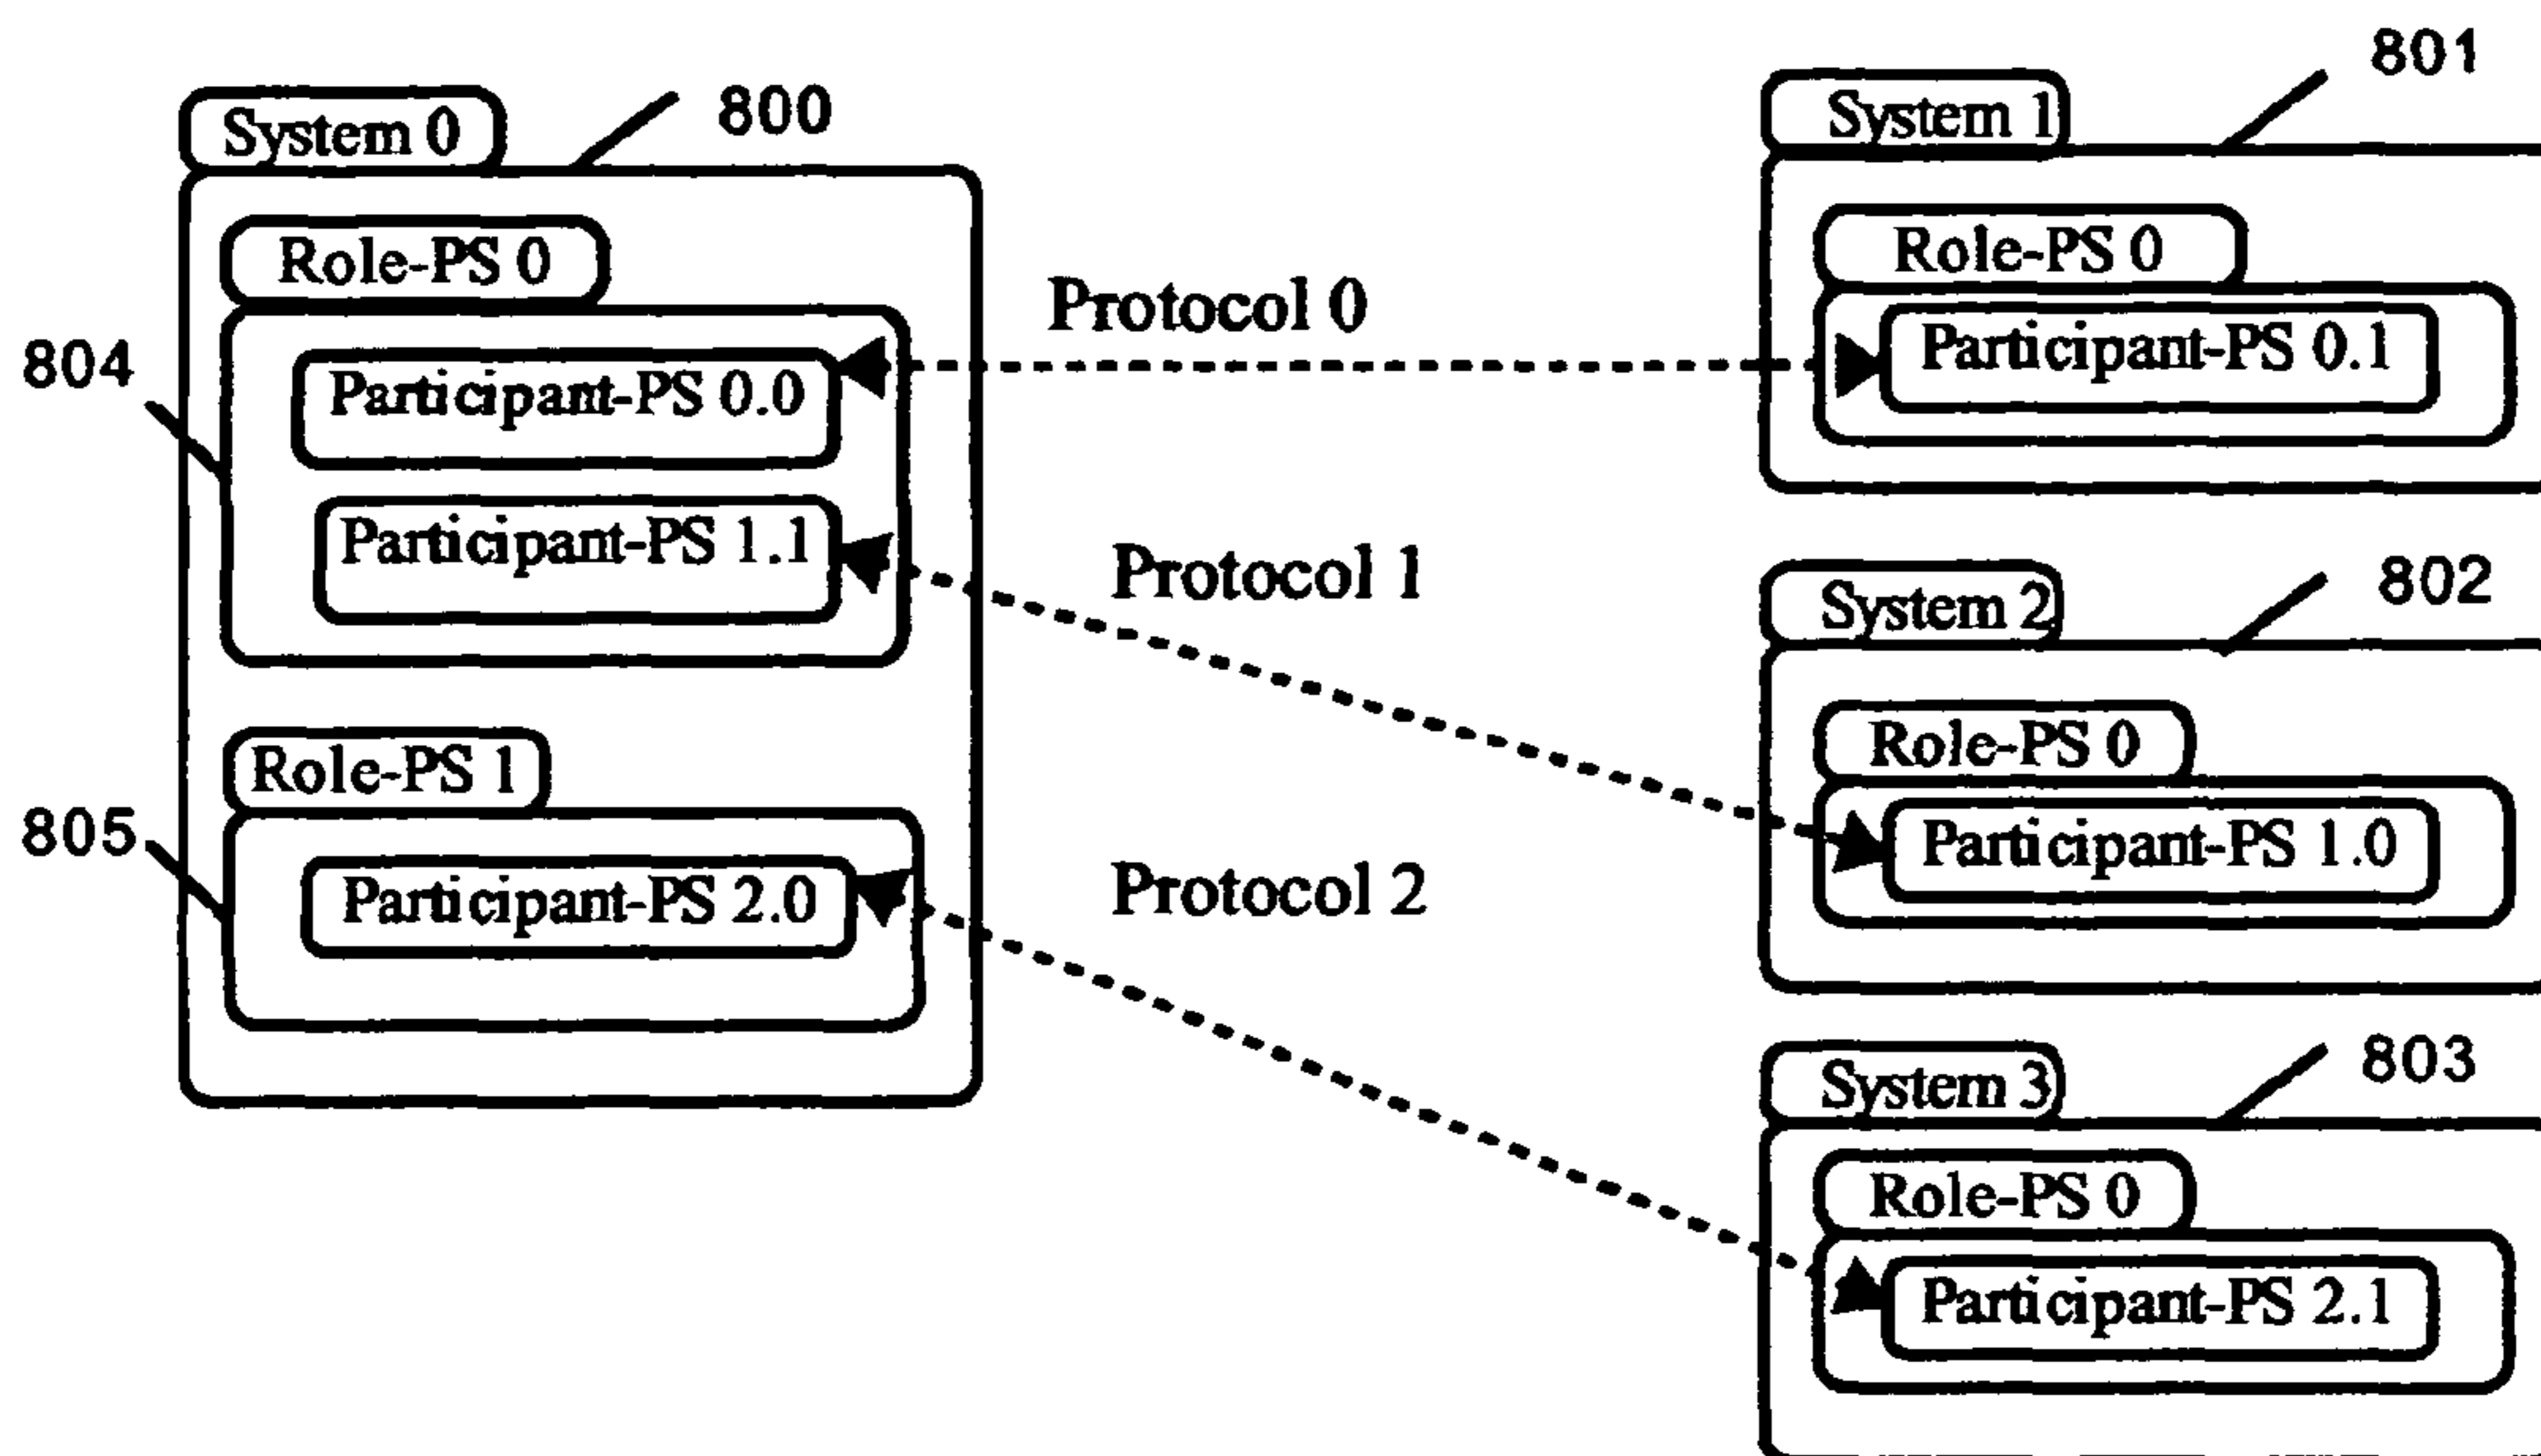 System 0
800
Role-PS 0
804
Participant-PS 0.0
Participant-PS 1.1
Role-PS 1
805
Participant-PS 2.0
Protocol 0
Protocol 1
Protocol 2
System 1
801
Role-PS 0
Participant-PS 0.1
System 2
802
Role-PS 0
Participant-PS 1.0
System 3
803
Role-PS 0
Participant-PS 2.1